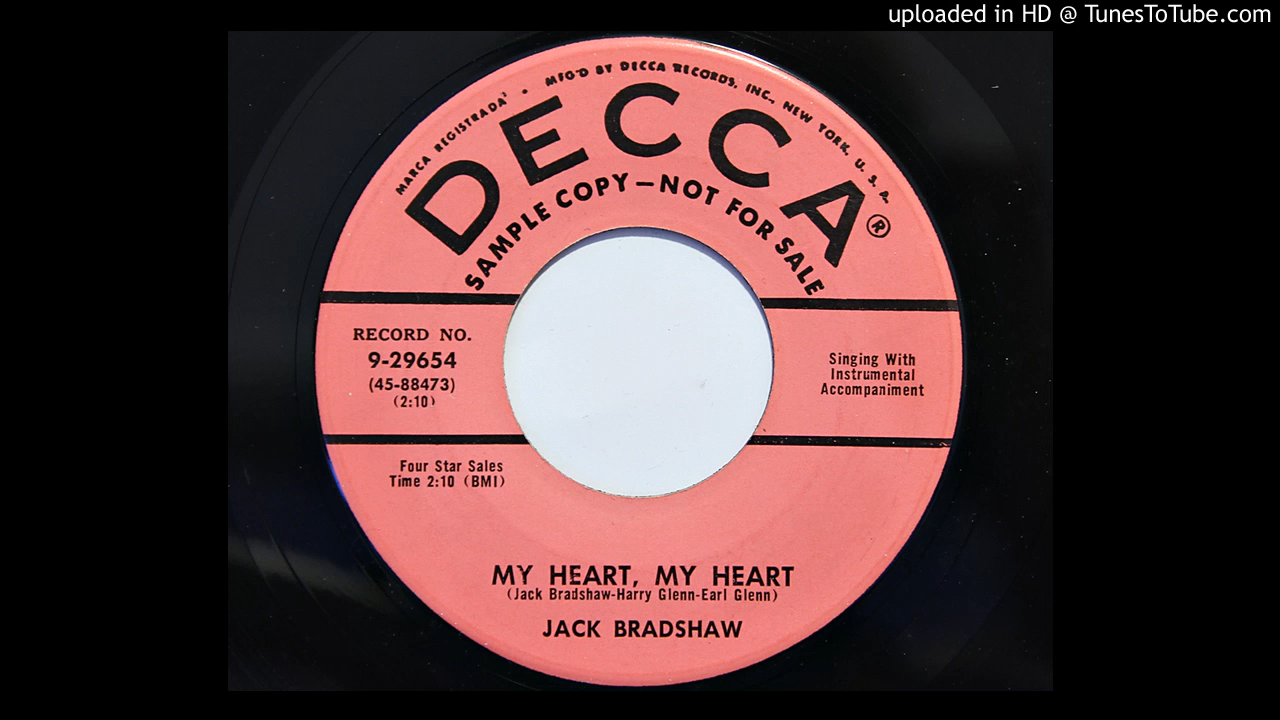 uploaded in HD @ TunesToTube.com
MARCA REGISTRADA • MFG'D BY DECCA RECORDS, INC., NEW YORK, U. S. A.
DECCA®
SAMPLE COPY—NOT FOR SALE
RECORD NO.
9-29654
(45-88473)
(2:10)
Singing With
Instrumental
Accompaniment
Four Star Sales
Time 2:10 (BMI)
MY HEART, MY HEART
(Jack Bradshaw-Harry Glenn-Earl Glenn)
JACK BRADSHAW